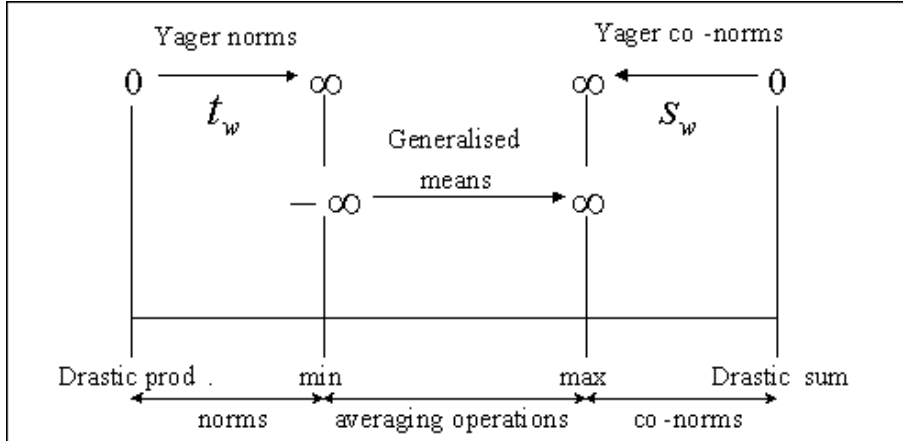 Yager norms Yager co -norms
0 ∞ ∞ 0
t_w s_w
Generalised
means
− ∞ ∞
Drastic prod . min max Drastic sum
norms averaging operations co -norms